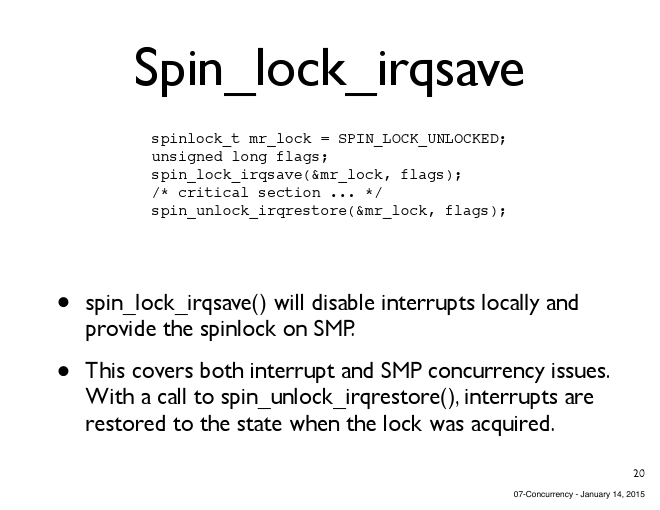 Spin_lock_irqsave
spinlock_t mr_lock = SPIN_LOCK_UNLOCKED;
unsigned long flags;
spin_lock_irqsave(&mr_lock, flags);
/* critical section ... */
spin_unlock_irqrestore(&mr_lock, flags);
• spin_lock_irqsave() will disable interrupts locally and
provide the spinlock on SMP.
• This covers both interrupt and SMP concurrency issues.
With a call to spin_unlock_irqrestore(), interrupts are
restored to the state when the lock was acquired.
20
07-Concurrency - January 14, 2015